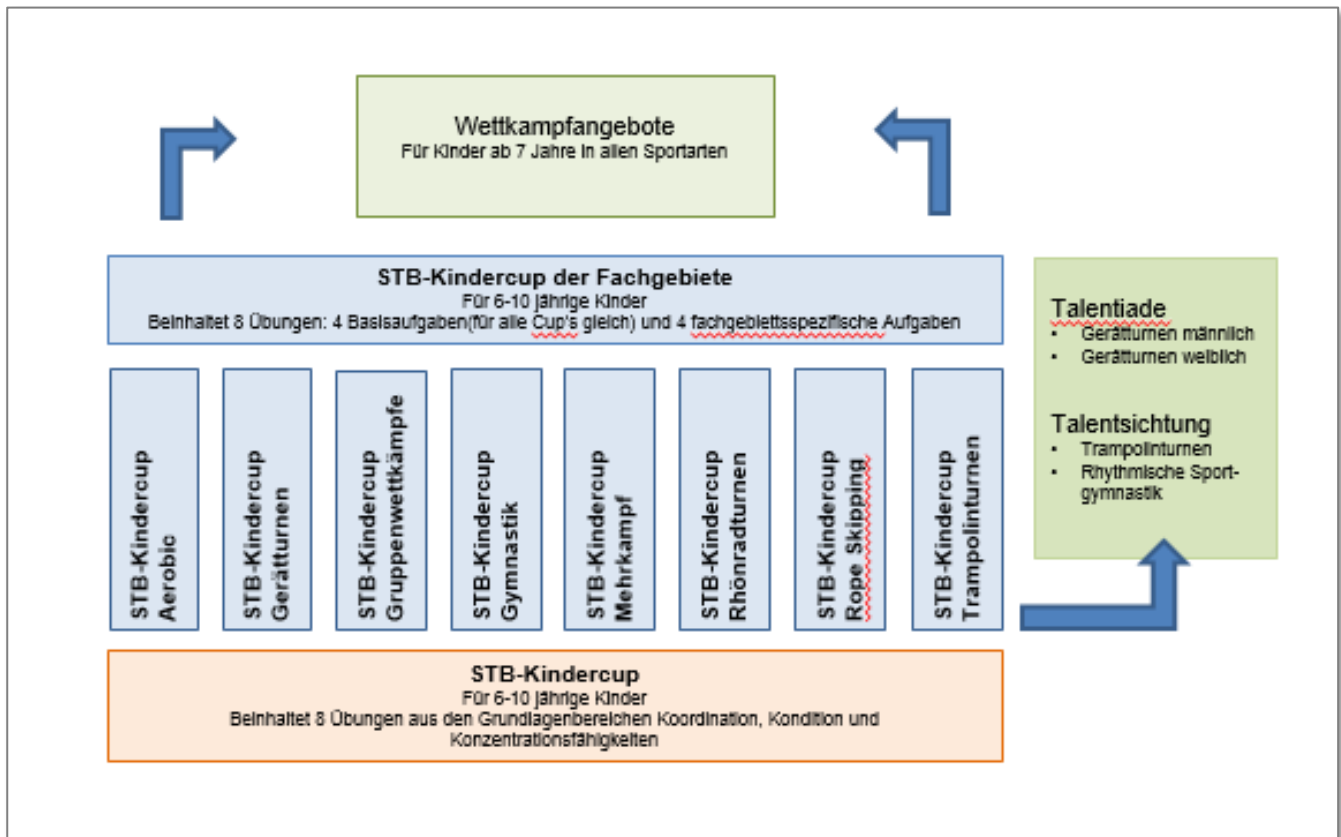 Wettkampfangebote
Für Kinder ab 7 Jahre in allen Sportarten
STB-Kindercup der Fachgebiete
Für 6-10 jährige Kinder
Beinhaltet 8 Übungen: 4 Basisaufgaben(für alle Cup's gleich) und 4 fachgebiettsspezifische Aufgaben
STB-Kindercup
Aerobic
STB-Kindercup
Gerätturnen
STB-Kindercup
Gruppenwettkämpfe
STB-Kindercup
Gymnastik
STB-Kindercup
Mehrkampf
STB-Kindercup
Rhönradturnen
STB-Kindercup
Rope Skipping
STB-Kindercup
Trampolinturnen
Talentiade
• Gerätturnen männlich
• Gerätturnen weiblich
Talentsichtung
• Trampolinturnen
• Rhythmische Sport-
gymnastik
STB-Kindercup
Für 6-10 jährige Kinder
Beinhaltet 8 Übungen aus den Grundlagenbereichen Koordination, Kondition und
Konzentrationsfähigkeiten